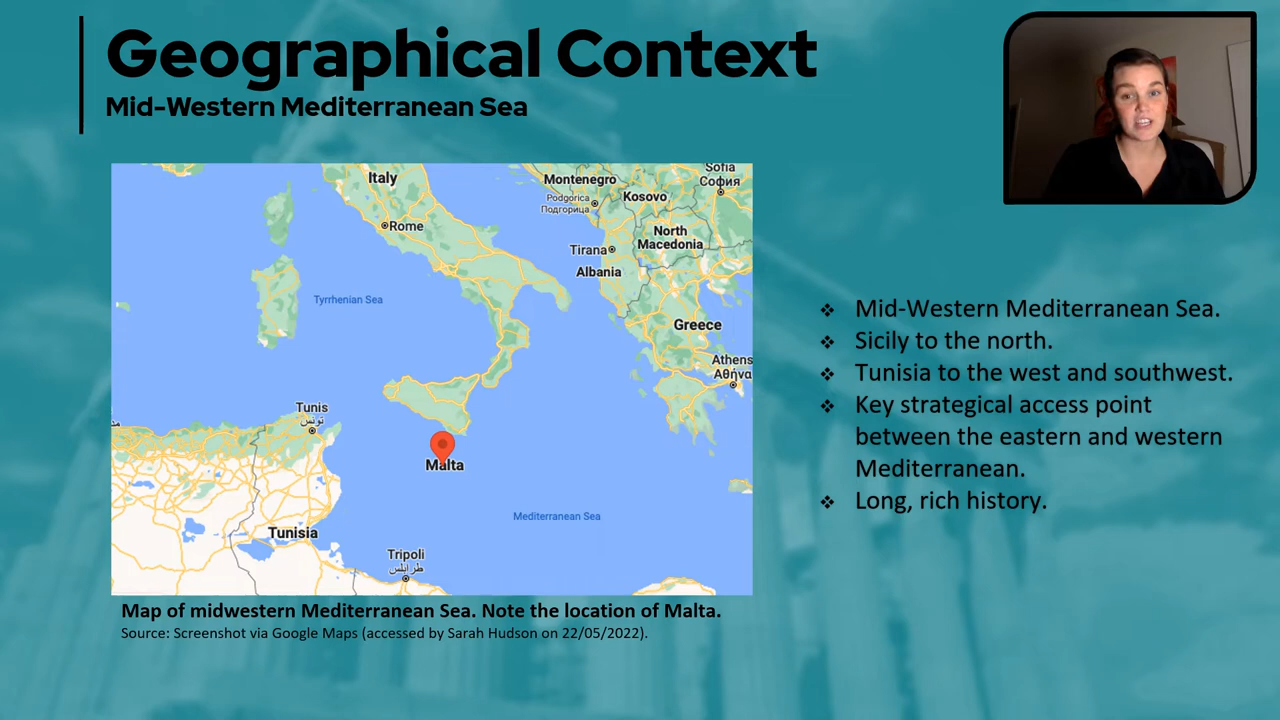 Geographical Context
Mid-Western Mediterranean Sea
Italy
Rome
Tyrrhenian Sea
Montenegro
Podgorica
Подгорица
Kosovo
Sofia
София
North
Macedonia
Tirana
Albania
Greece
Athens
Αθήνα
Tunis
تونس
Malta
Mediterranean Sea
Tunisia
Tripoli
طرابلس
Map of midwestern Mediterranean Sea. Note the location of Malta.
Source: Screenshot via Google Maps (accessed by Sarah Hudson on 22/05/2022).
❖ Mid-Western Mediterranean Sea.
❖ Sicily to the north.
❖ Tunisia to the west and southwest.
❖ Key strategical access point
between the eastern and western
Mediterranean.
❖ Long, rich history.